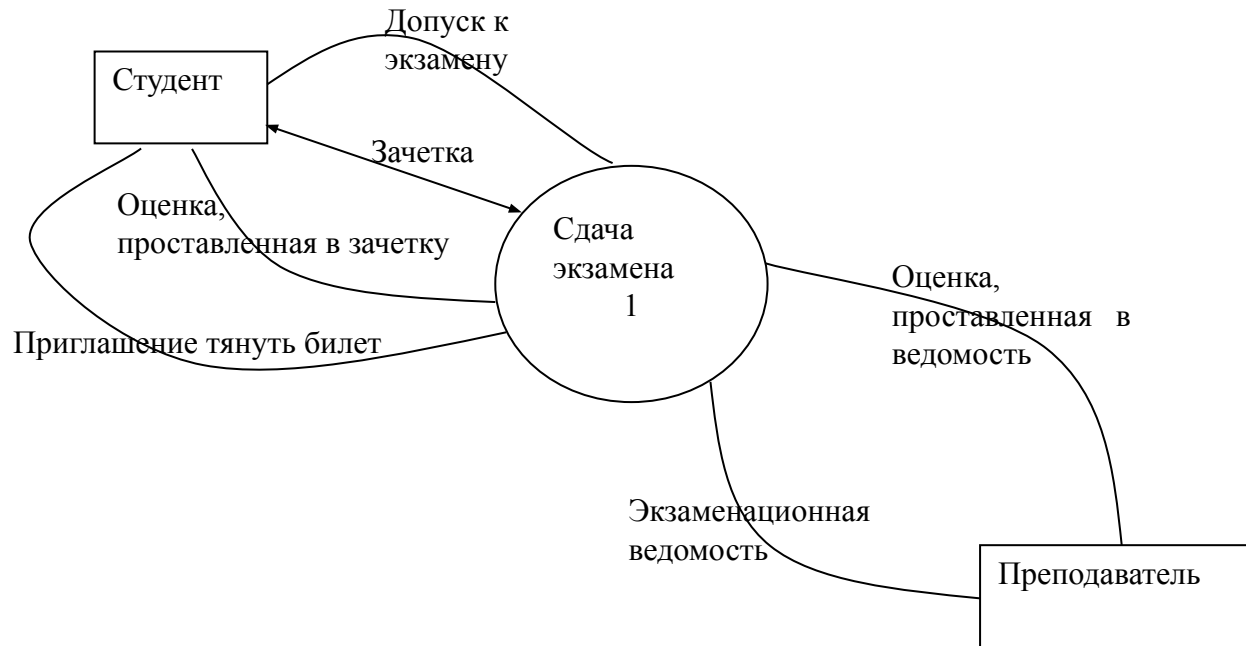 Допуск к
экзамену
Студент
Зачетка
Оценка,
проставленная в зачетку
Сдача
экзамена
1
Оценка,
проставленная в
ведомость
Приглашение тянуть билет
Экзаменационная
ведомость
Преподаватель